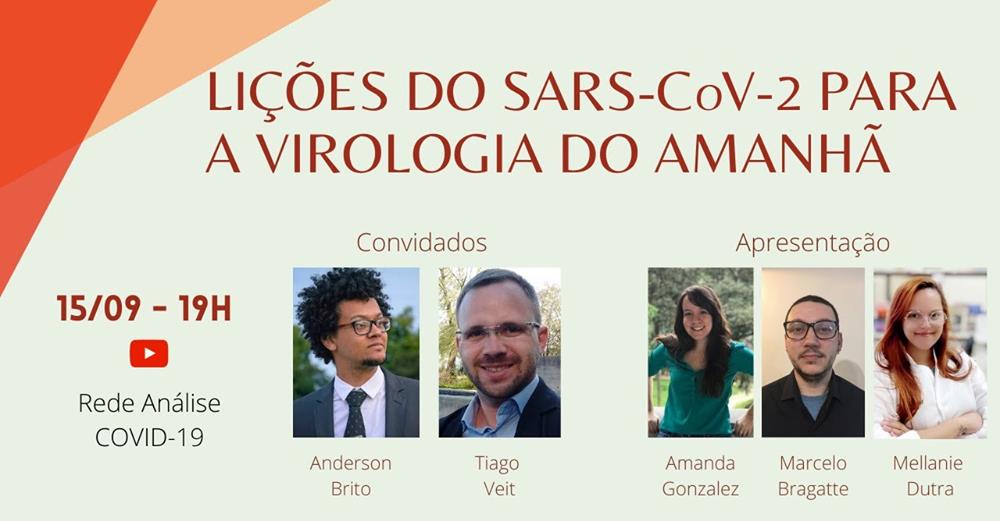 LIÇÕES DO SARS-CoV-2 PARA
A VIROLOGIA DO AMANHÃ
Convidados
Apresentação
15/09 - 19H
Rede Análise
COVID-19
Anderson
Brito
Tiago
Veit
Amanda
Gonzalez
Marcelo
Bragatte
Mellanie
Dutra